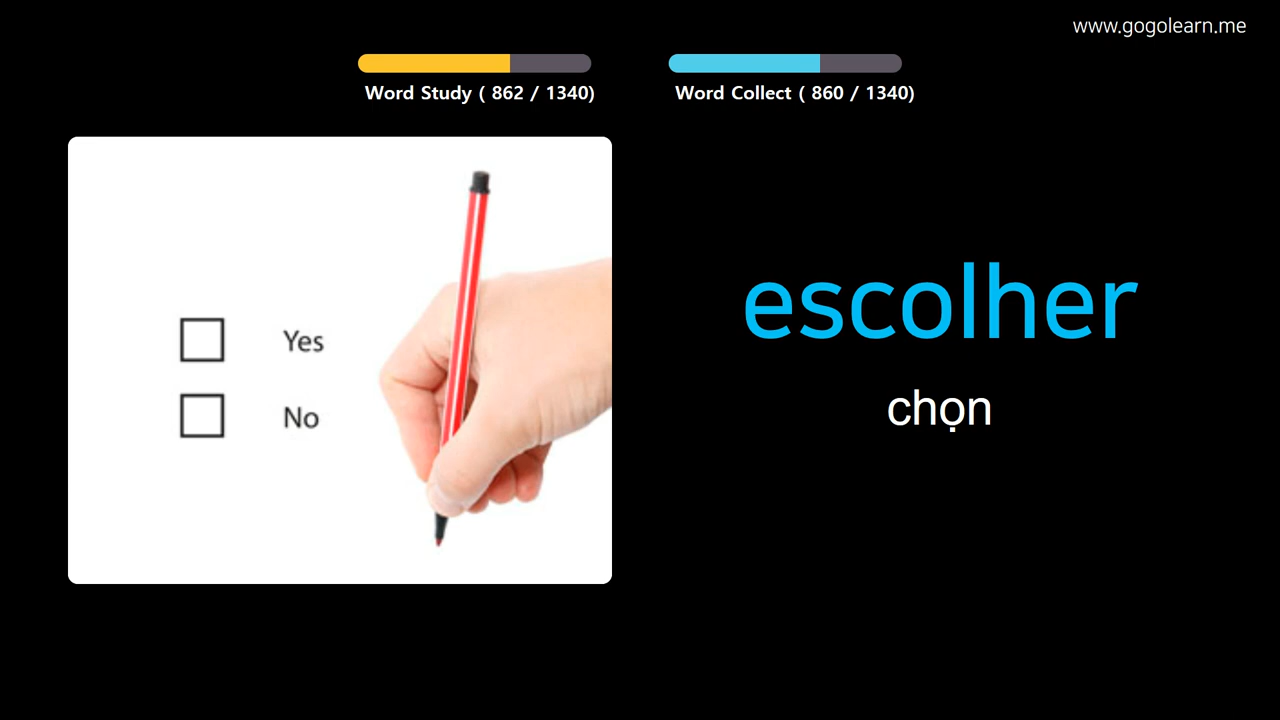 www.gogolearn.me
Word Study ( 862 / 1340)
Word Collect ( 860 / 1340)
Yes
No
escolher
chọn